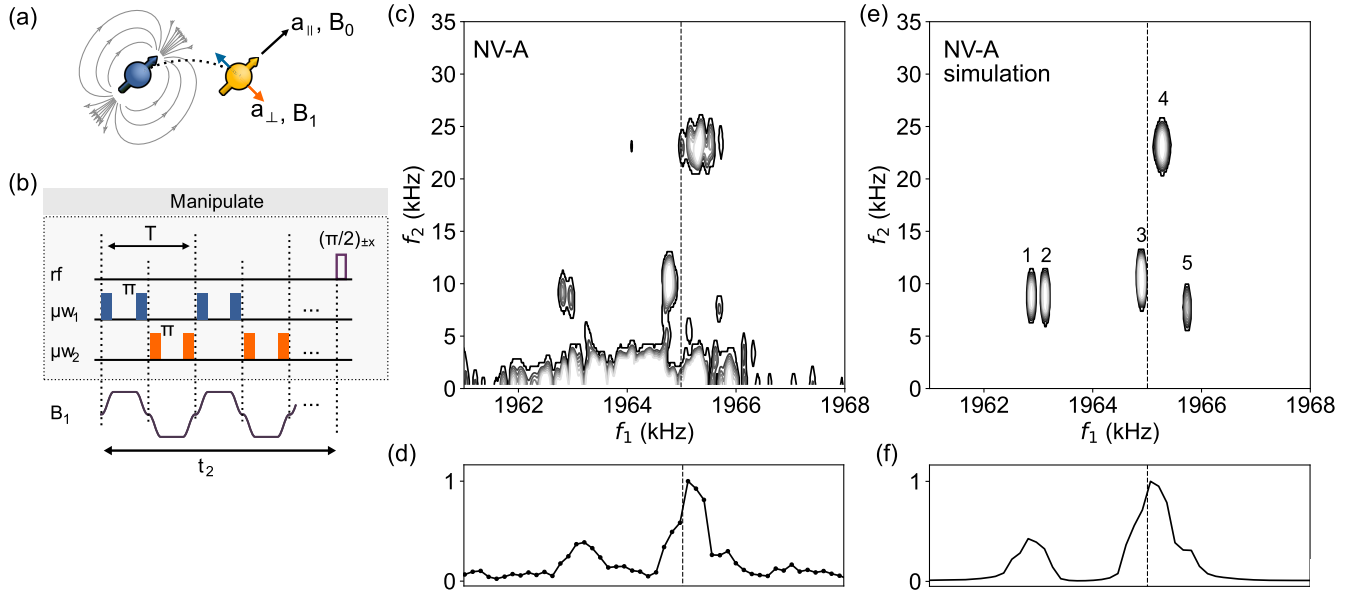 (a)
a∥, B0
a⊥, B1
(b)
Manipulate
T
(π/2)±x
rf
π
μw1
...
π
μw2
...
B1
...
t2
(c)
NV-A
35
30
25
20
15
10
5
0
f2 (kHz)
1962 1964 1966 1968
f1 (kHz)
(d)
1
0
(e)
NV-A
simulation
35
30
25
20
15
10
5
0
f2 (kHz)
4
1 2 3
5
1962 1964 1966 1968
f1 (kHz)
(f)
1
0